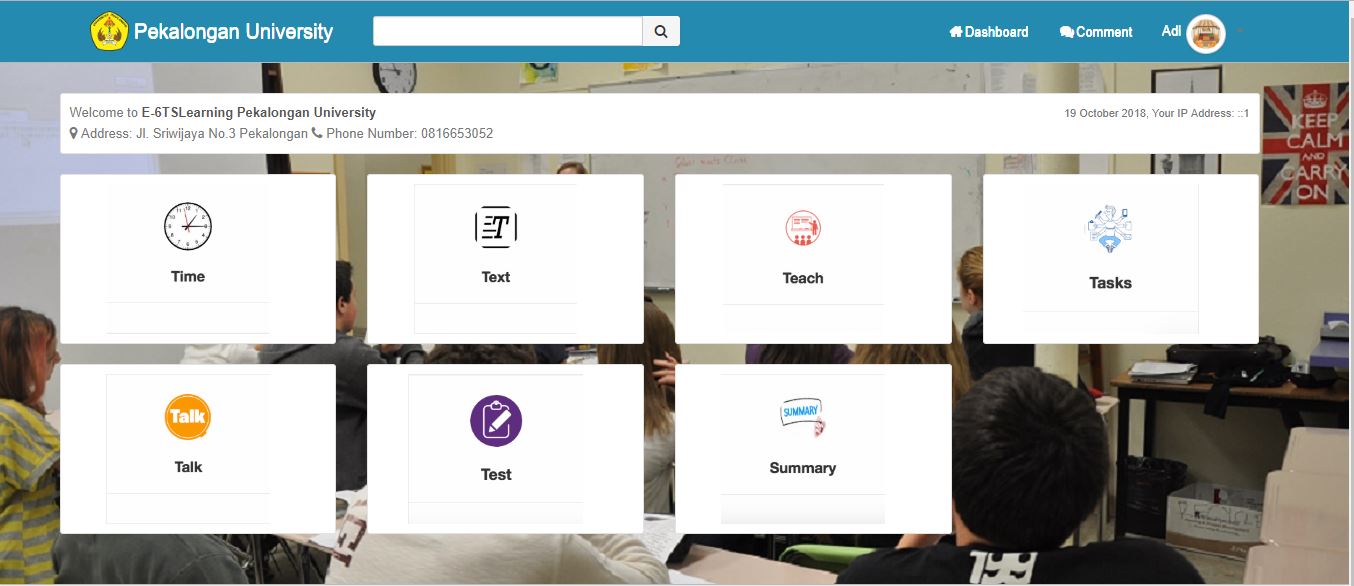 Pekalongan University
Dashboard
Comment
Adl
Welcome to E-6TSLearning Pekalongan University
19 October 2018, Your IP Address: ::1
Address: Jl. Sriwijaya No.3 Pekalongan Phone Number: 0816653052
KEEP
CALM
AND
CARRY
ON
Time
T
Text
Teach
Tasks
Talk
Talk
Test
SUMMARY
Summary
199